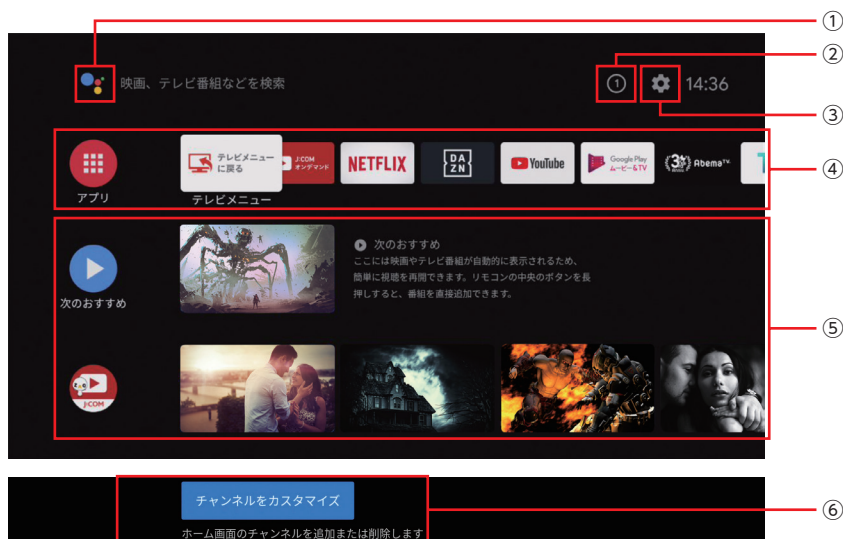 ①
②
映画、テレビ番組などを検索
① 14:36
③
テレビメニュー
に戻る
J:COM
オンデマンド
NETFLIX
DA
ZN
YouTube
Google Play
ムービー&TV
Abema TV
④
アプリ
テレビメニュー
次のおすすめ
ここには映画やテレビ番組が自動的に表示されるため、
簡単に視聴を再開できます。リモコンの中央のボタンを長
押しすると、番組を直接追加できます。
次のおすすめ
⑤
J:COM
チャンネルをカスタマイズ
⑥
ホーム画面のチャンネルを追加または削除します